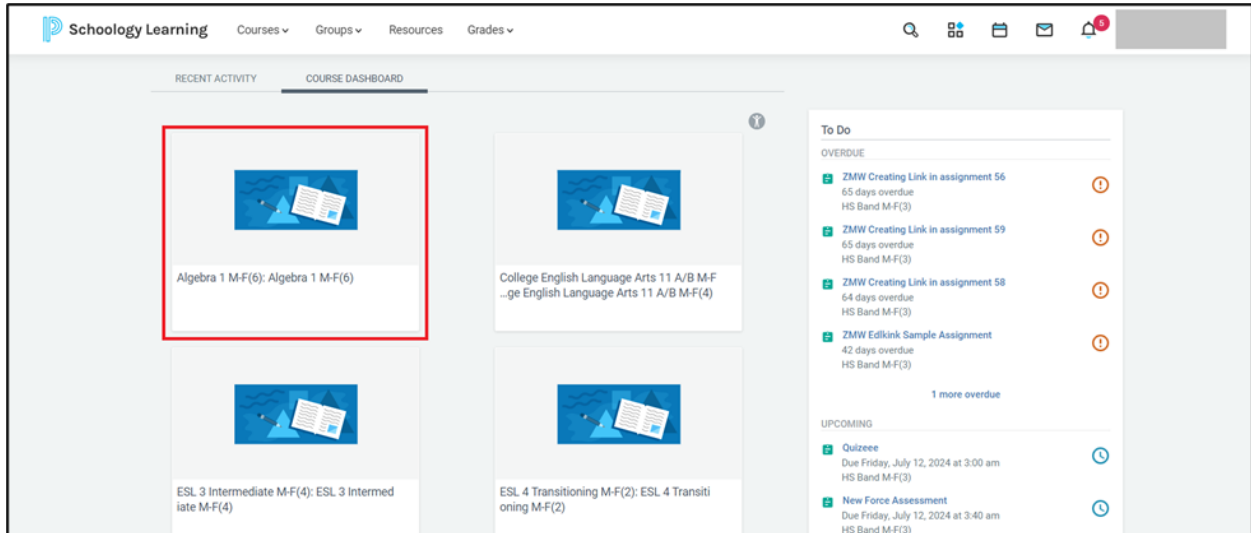 Schoology Learning Courses Groups Resources Grades 5
RECENT ACTIVITY COURSE DASHBOARD
Algebra 1 M-F(6): Algebra 1 M-F(6)
College English Language Arts 11 A/B M-F
...ge English Language Arts 11 A/B M-F(4)
ESL 3 Intermediate M-F(4): ESL 3 Intermed
iate M-F(4)
ESL 4 Transitioning M-F(2): ESL 4 Transiti
oning M-F(2)
To Do
OVERDUE
ZMW Creating Link in assignment 56
65 days overdue
HS Band M-F(3)
ZMW Creating Link in assignment 59
65 days overdue
HS Band M-F(3)
ZMW Creating Link in assignment 58
64 days overdue
HS Band M-F(3)
ZMW Edlkink Sample Assignment
42 days overdue
HS Band M-F(3)
1 more overdue
UPCOMING
Quizeee
Due Friday, July 12, 2024 at 3:00 am
HS Band M-F(3)
New Force Assessment
Due Friday, July 12, 2024 at 3:40 am
HS Band M-F(3)